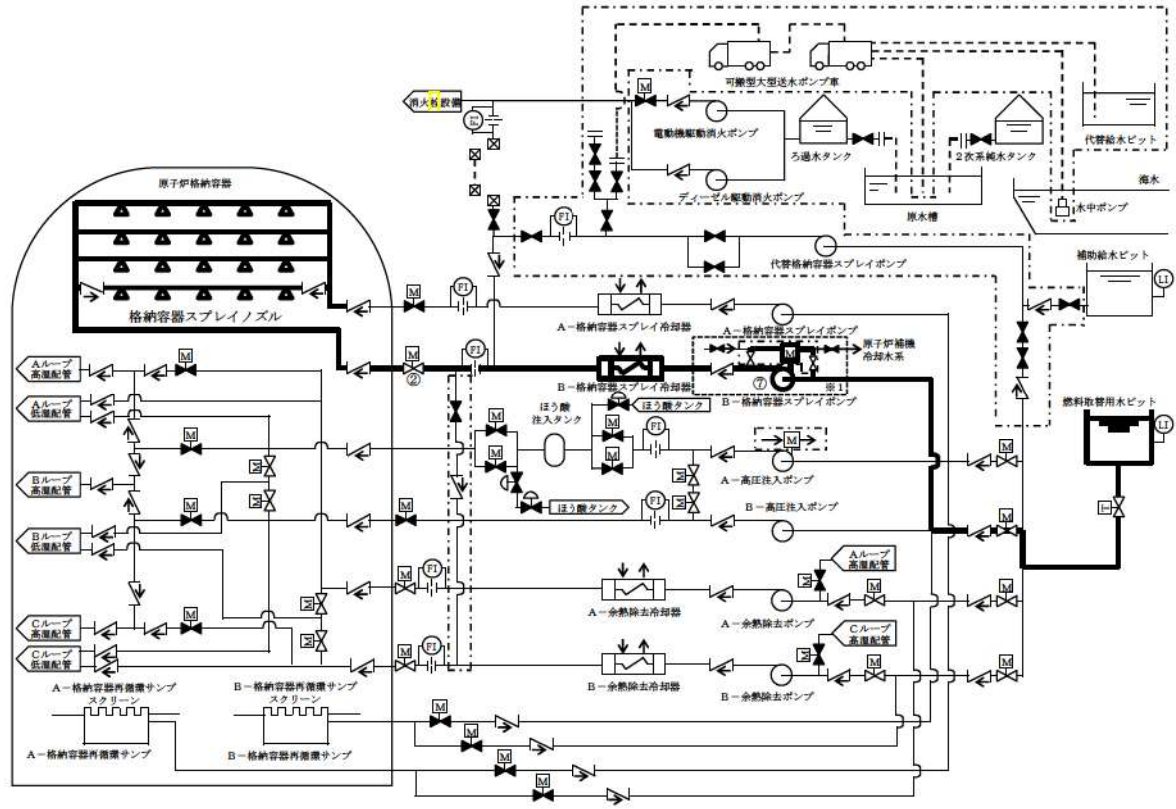 可搬型大型送水ポンプ車
M
消火栓設備
FI
電動機駆動消火ポンプ
ろ過水タンク
2次系純水タンク
代替給水ピット
ディーゼル駆動消火ポンプ
原水槽
海水
水中ポンプ
原子炉格納容器
FI
代替格納容器スプレイポンプ
補助給水ピット
LI
格納容器スプレイノズル
M
FI
A-格納容器スプレイ冷却器
A-格納容器スプレイポンプ
原子炉補機
冷却水系
M
②
FI
B-格納容器スプレイ冷却器
M
⑦
※1
B-格納容器スプレイポンプ
燃料取替用水ピット
LI
Aループ
高温配管
M
Aループ
低温配管
ほう酸
注入タンク
ほう酸タンク
M
M
M
M
FI
M
A-高圧注入ポンプ
M
M
M
M
Bループ
高温配管
M
M
M
ほう酸タンク
FI
B-高圧注入ポンプ
M
M
M
Bループ
低温配管
Aループ
高温配管
M
M
FI
A-余熱除去冷却器
A-余熱除去ポンプ
M
M
M
Cループ
高温配管
M
Cループ
高温配管
M
Cループ
低温配管
M
M
FI
B-余熱除去冷却器
B-余熱除去ポンプ
M
M
A-格納容器再循環サンプ
スクリーン
B-格納容器再循環サンプ
スクリーン
M
A-格納容器再循環サンプ
B-格納容器再循環サンプ
M
M
M